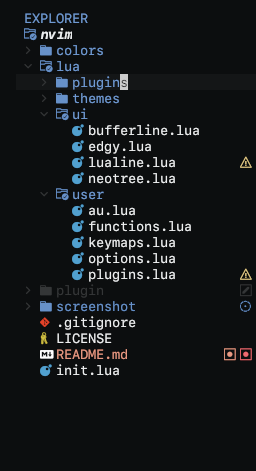 EXPLORER
nvim
colors
lua
plugins
themes
ui
bufferline.lua
edgy.lua
lualine.lua
neotree.lua
user
au.lua
functions.lua
keymaps.lua
options.lua
plugins.lua
plugin
screenshot
.gitignore
LICENSE
README.md
init.lua